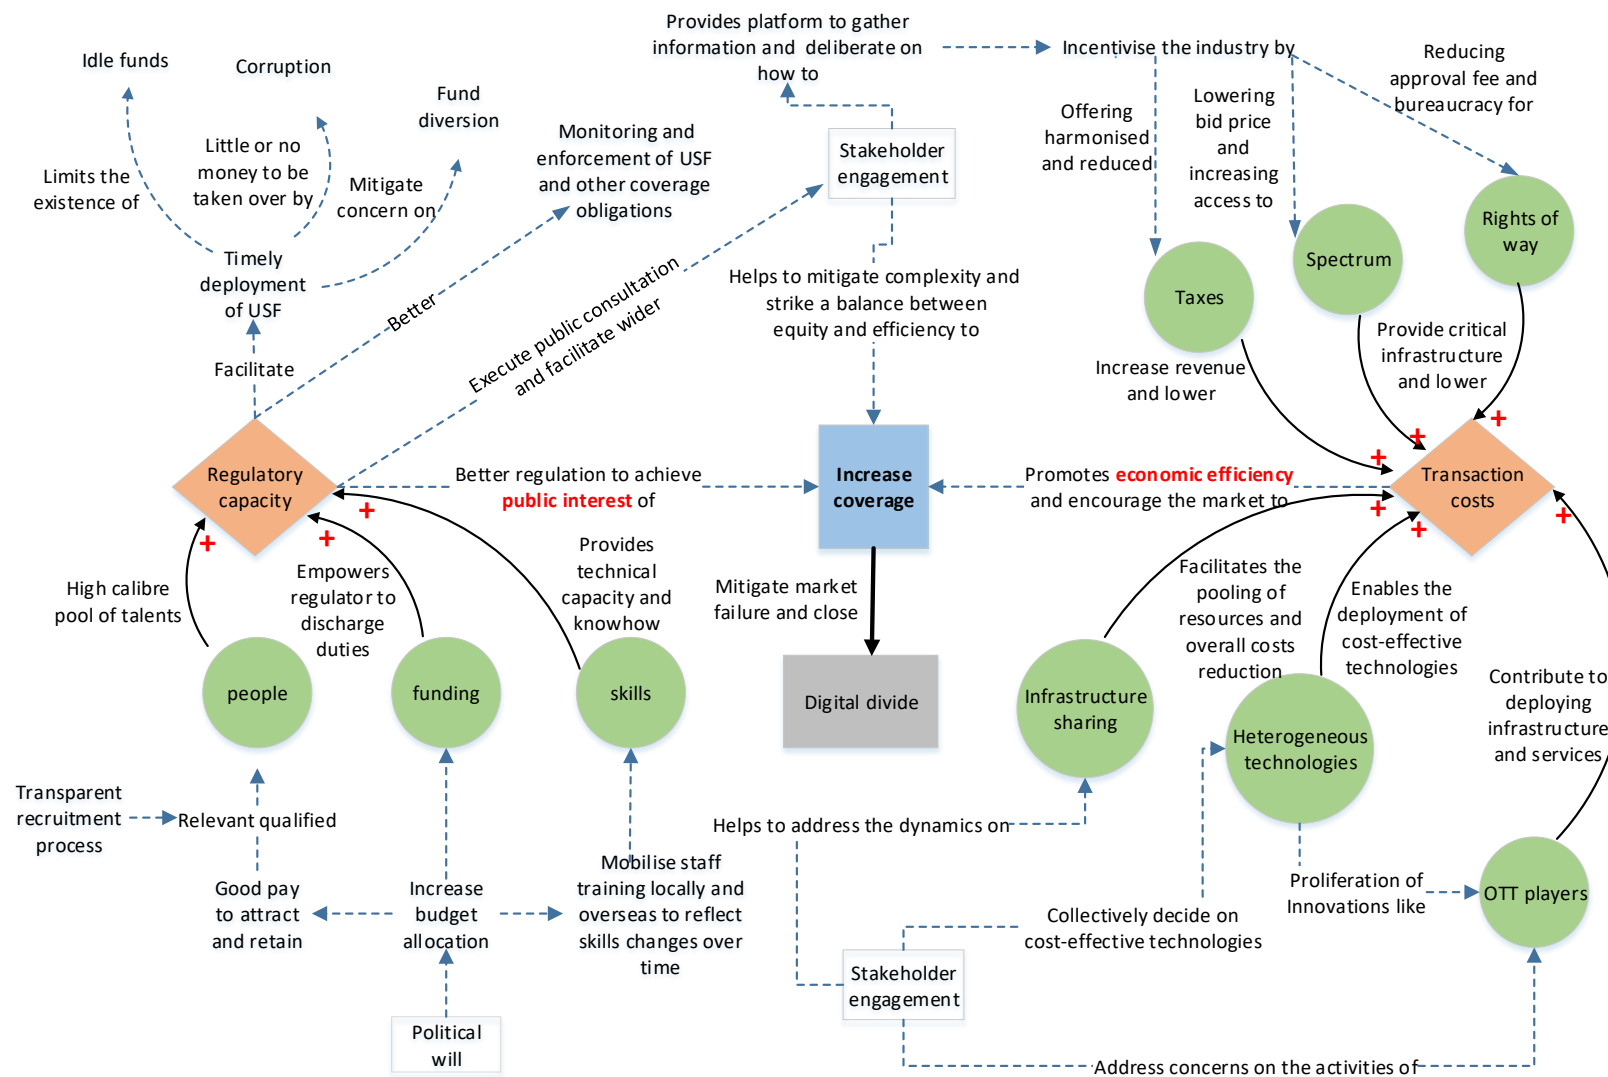 Idle funds
Corruption
Fund
diversion
Limits the
existence of
Little or no
money to be
taken over by
Mitigate
concern on
Timely
deployment
of USF
Facilitate
Monitoring and
enforcement of USF
and other coverage
obligations
Better
Execute public consultation
and facilitate wider
Provides platform to gather
information and deliberate on
how to
Stakeholder
engagement
Incentivise the industry by
Offering
harmonised
and reduced
Lowering
bid price
and
increasing
access to
Reducing
approval fee and
bureaucracy for
Rights of
way
Spectrum
Taxes
Helps to mitigate complexity and
strike a balance between
equity and efficiency to
Increase revenue
and lower
Provide critical
infrastructure
and lower
+
+
+
Regulatory
capacity
Better regulation to achieve
public interest of
Increase
coverage
Promotes economic efficiency
and encourage the market to
Transaction
costs
+
+
+
+
+
+
High calibre
pool of talents
Empowers
regulator to
discharge
duties
Provides
technical
capacity and
knowhow
Mitigate market
failure and close
Facilitates the
pooling of
resources and
overall costs
reduction
Enables the
deployment of
cost-effective
technologies
Contribute to
deploying
infrastructure
and services
people
funding
skills
Digital divide
Infrastructure
sharing
Heterogeneous
technologies
Transparent
recruitment
process
Relevant qualified
Helps to address the dynamics on
Good pay
to attract
and retain
Increase
budget
allocation
Mobilise staff
training locally and
overseas to reflect
skills changes over
time
Collectively decide on
cost-effective technologies
Proliferation of
Innovations like
OTT players
Stakeholder
engagement
Political
will
Address concerns on the activities of